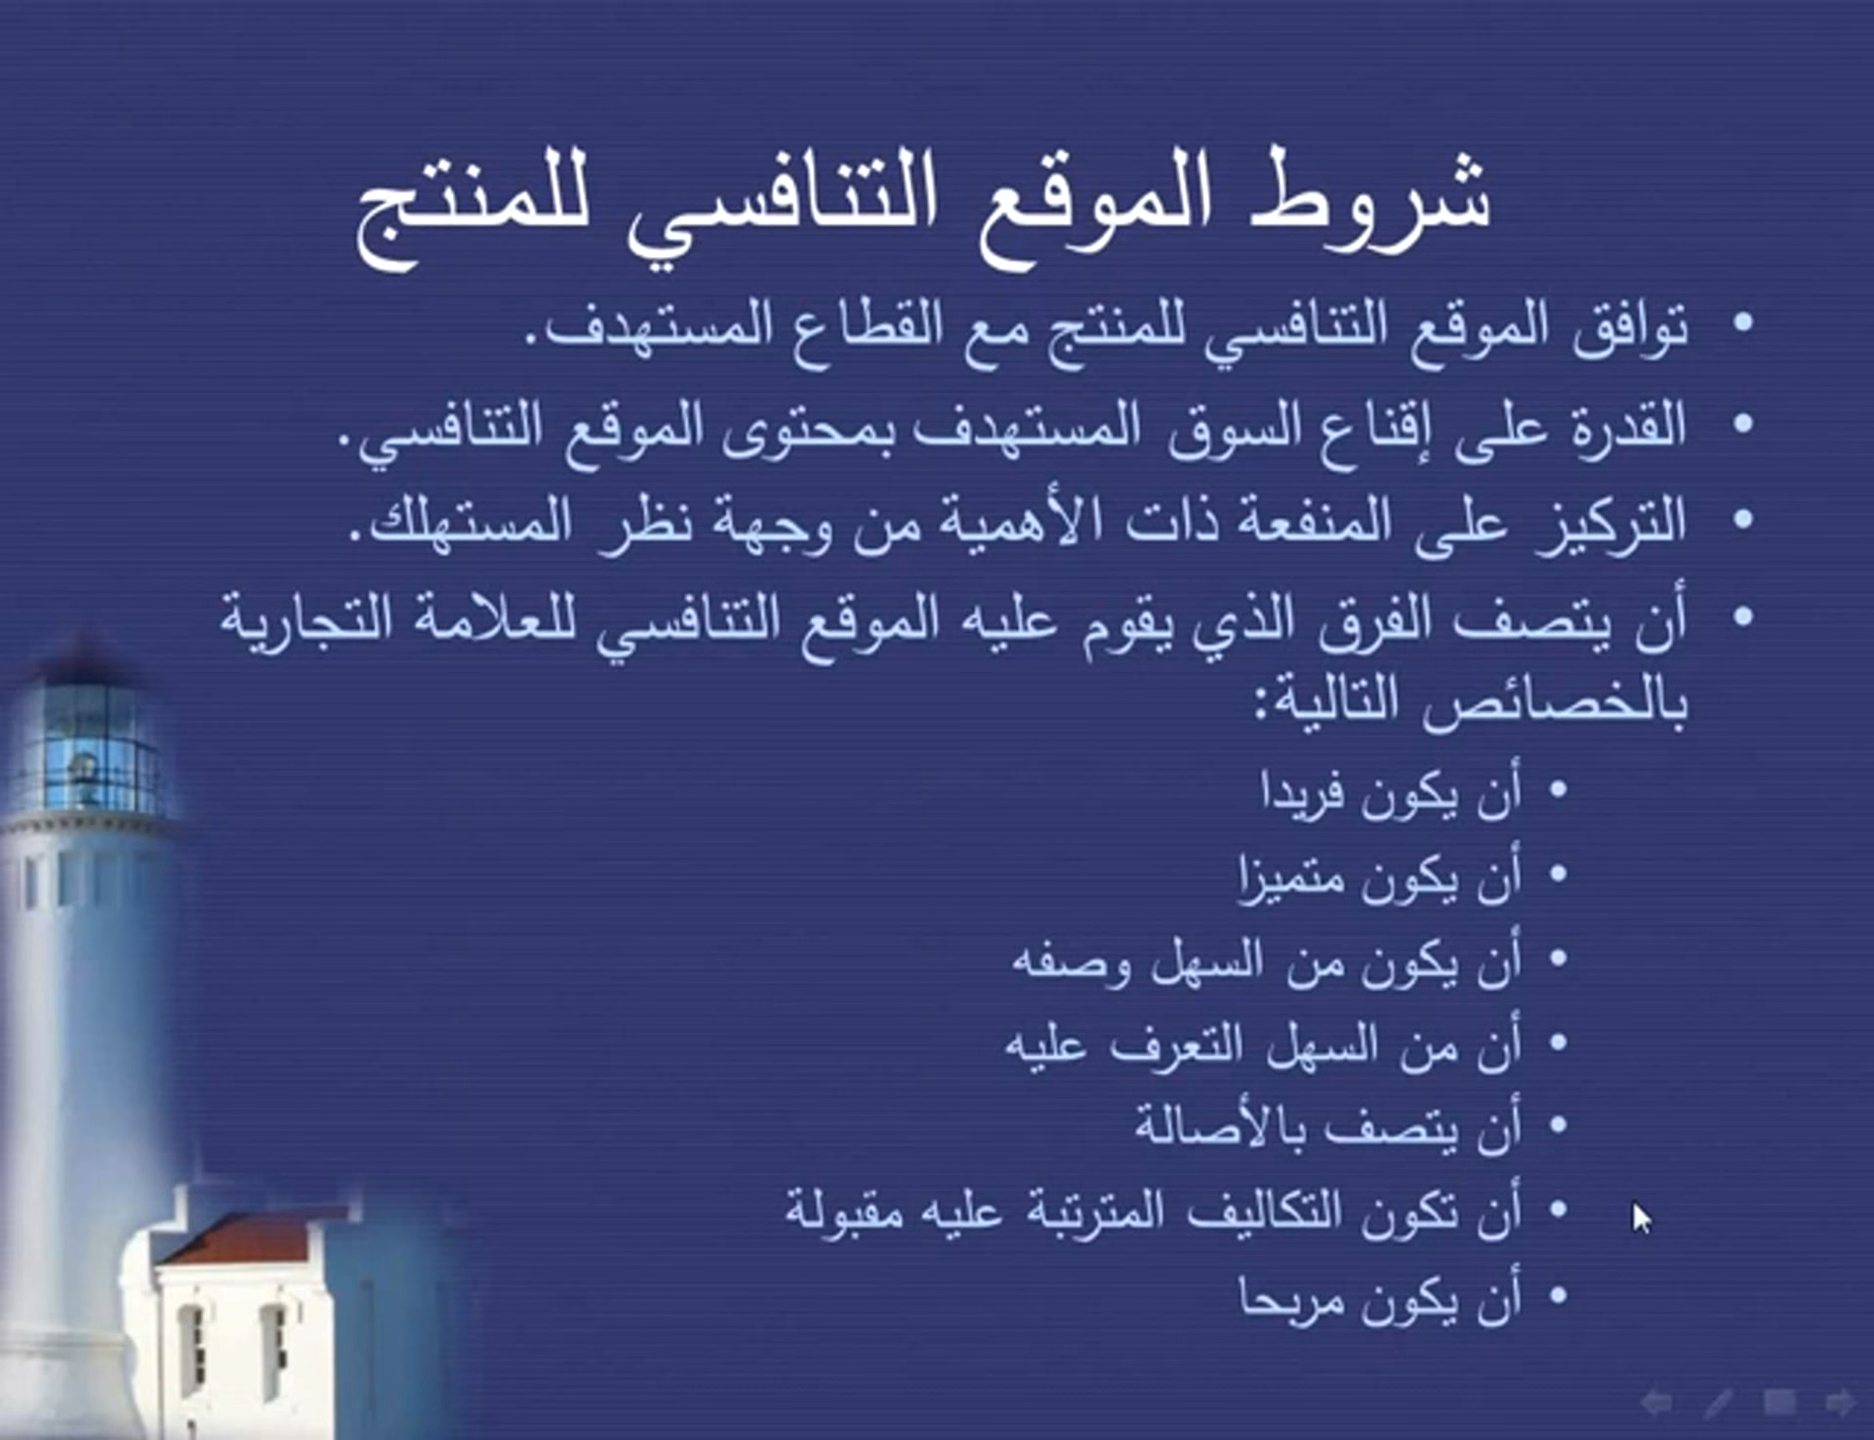 شروط الموقع التنافسي للمنتج
• توافق الموقع التنافسي للمنتج مع القطاع المستهدف.
• القدرة على إقناع السوق المستهدف بمحتوى الموقع التنافسي.
• التركيز على المنفعة ذات الأهمية من وجهة نظر المستهلك.
• أن يتصف الفرق الذي يقوم عليه الموقع التنافسي للعلامة التجارية
بالخصائص التالية:
• أن يكون فريدا
• أن يكون متميزا
• أن يكون من السهل وصفه
• أن من السهل التعرف عليه
• أن يتصف بالأصالة
• أن تكون التكاليف المترتبة عليه مقبولة
• أن يكون مربحا